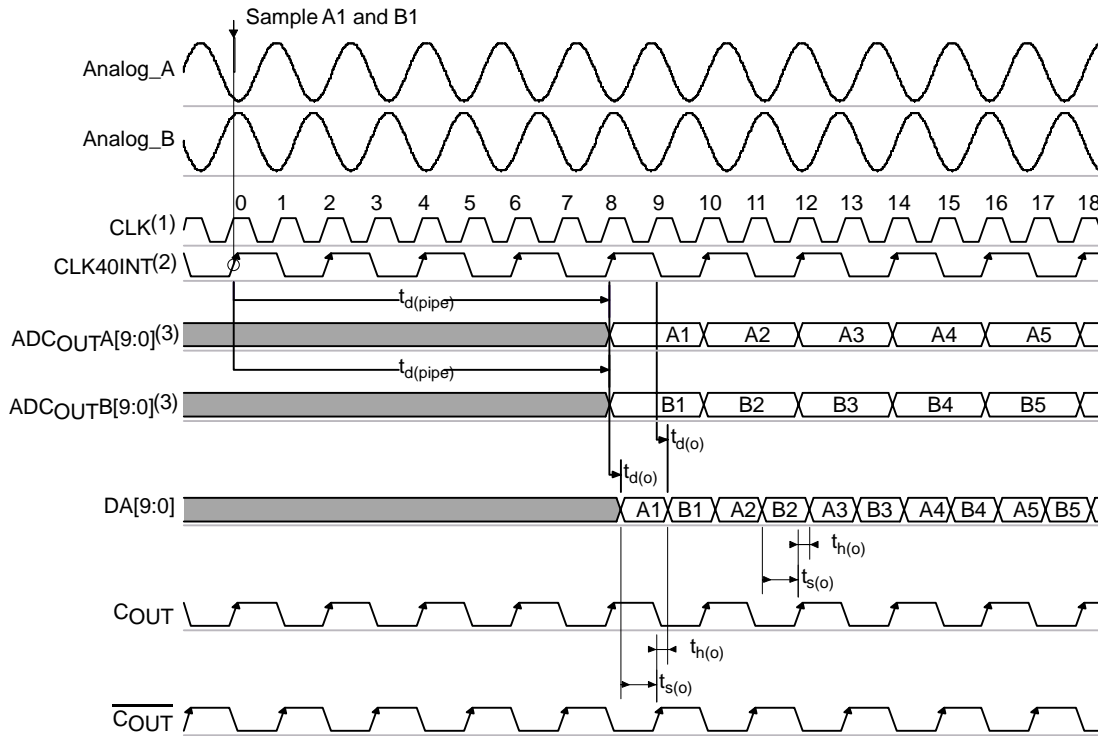 Sample A1 and B1
Analog_A
Analog_B
0 1 2 3 4 5 6 7 8 9 10 11 12 13 14 15 16 17 18
CLK(1)
CLK40INT(2)
td(pipe)
ADCOUTA[9:0](3) A1 A2 A3 A4 A5
td(pipe)
ADCOUTB[9:0](3) B1 B2 B3 B4 B5
td(o)
td(o)
DA[9:0] A1 B1 A2 B2 A3 B3 A4 B4 A5 B5
th(o)
ts(o)
COUT
th(o)
ts(o)
COUT